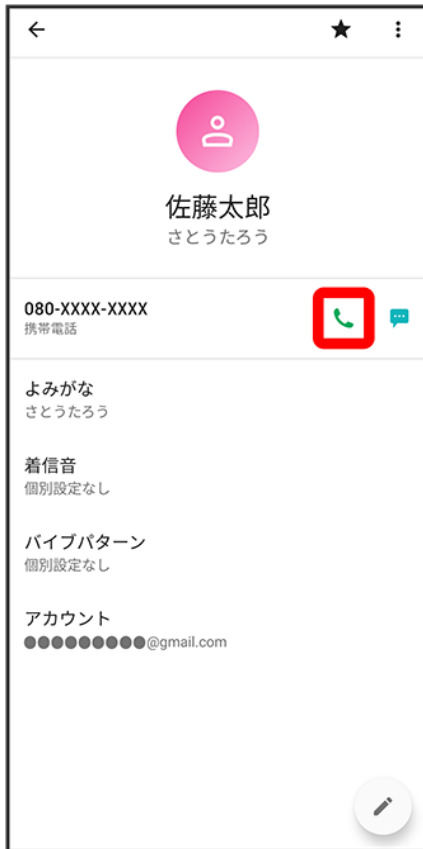 佐藤太郎
さとうたろう
080-XXXX-XXXX
携帯電話
よみがな
さとうたろう
着信音
個別設定なし
バイブパターン
個別設定なし
アカウント
●●●●●●●●●@gmail.com